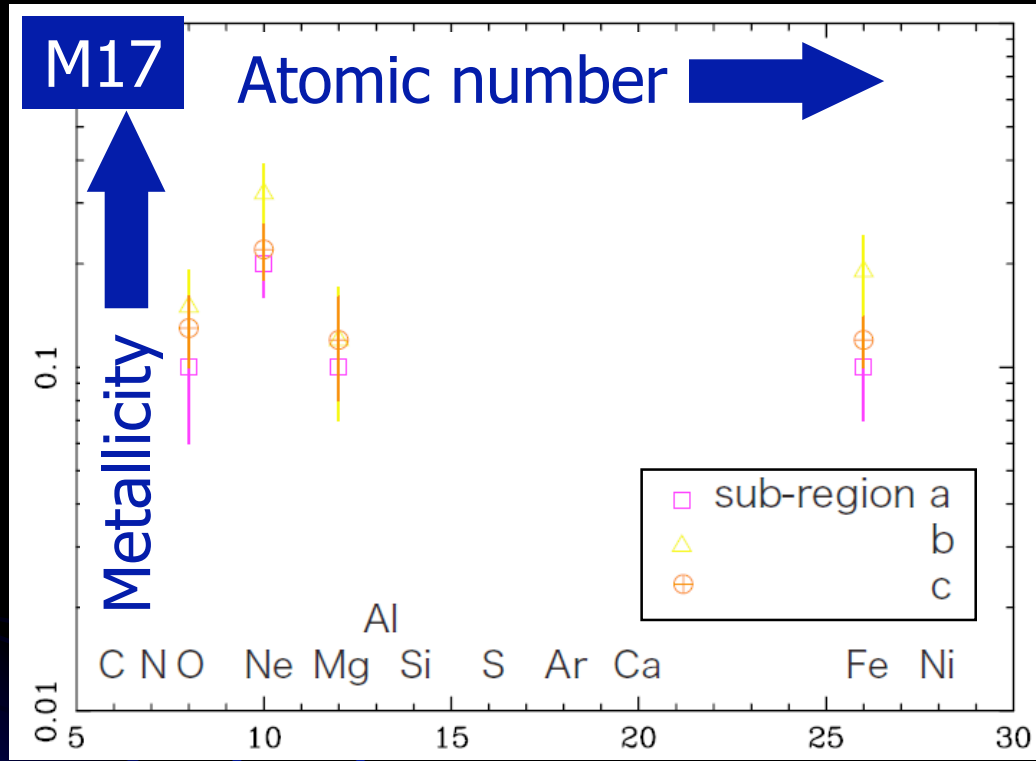 M17
Atomic number
Metallicity
0.1
0.01
sub-region a
b
c
Al
C N O Ne Mg Si S Ar Ca Fe Ni
5 10 15 20 25 30